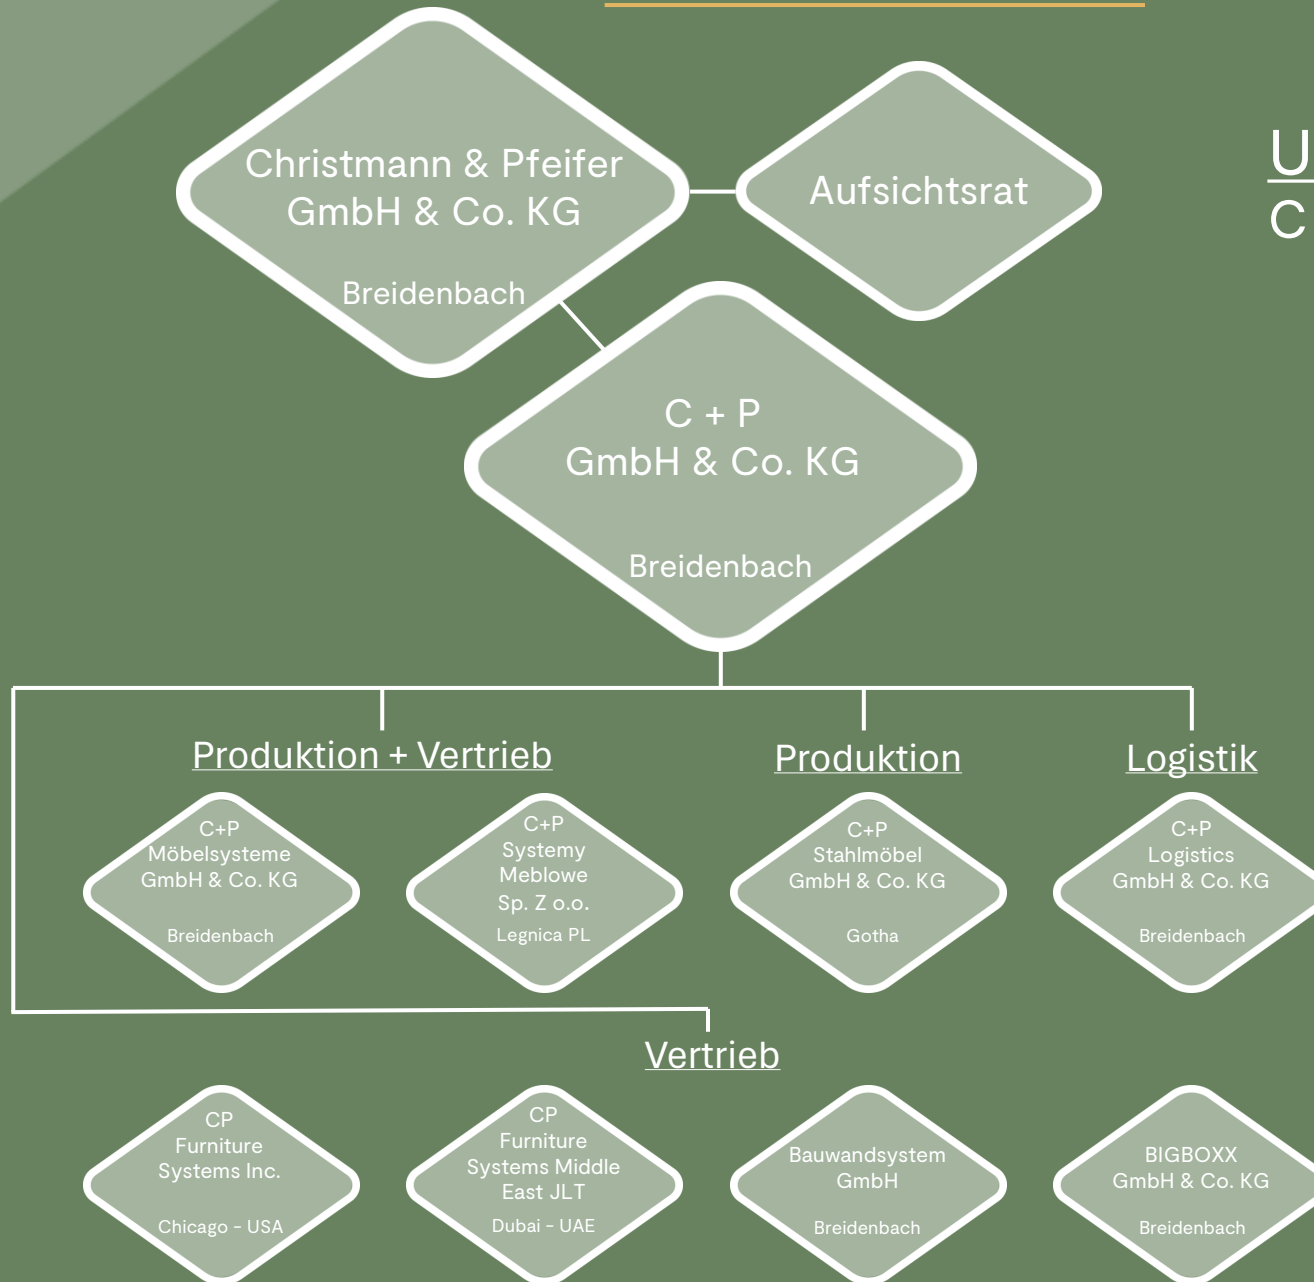 Christmann & Pfeifer
GmbH & Co. KG
Breidenbach
Aufsichtsrat
U
C
C + P
GmbH & Co. KG
Breidenbach
Produktion + Vertrieb
Produktion
Logistik
C+P
Möbelsysteme
GmbH & Co. KG
Breidenbach
C+P
Systemy
Meblowe
Sp. Z o.o.
Legnica PL
C+P
Stahlmöbel
GmbH & Co. KG
Gotha
C+P
Logistics
GmbH & Co. KG
Breidenbach
Vertrieb
CP
Furniture
Systems Inc.
Chicago - USA
CP
Furniture
Systems Middle
East JLT
Dubai - UAE
Bauwandsystem
GmbH
Breidenbach
BIGBOXX
GmbH & Co. KG
Breidenbach